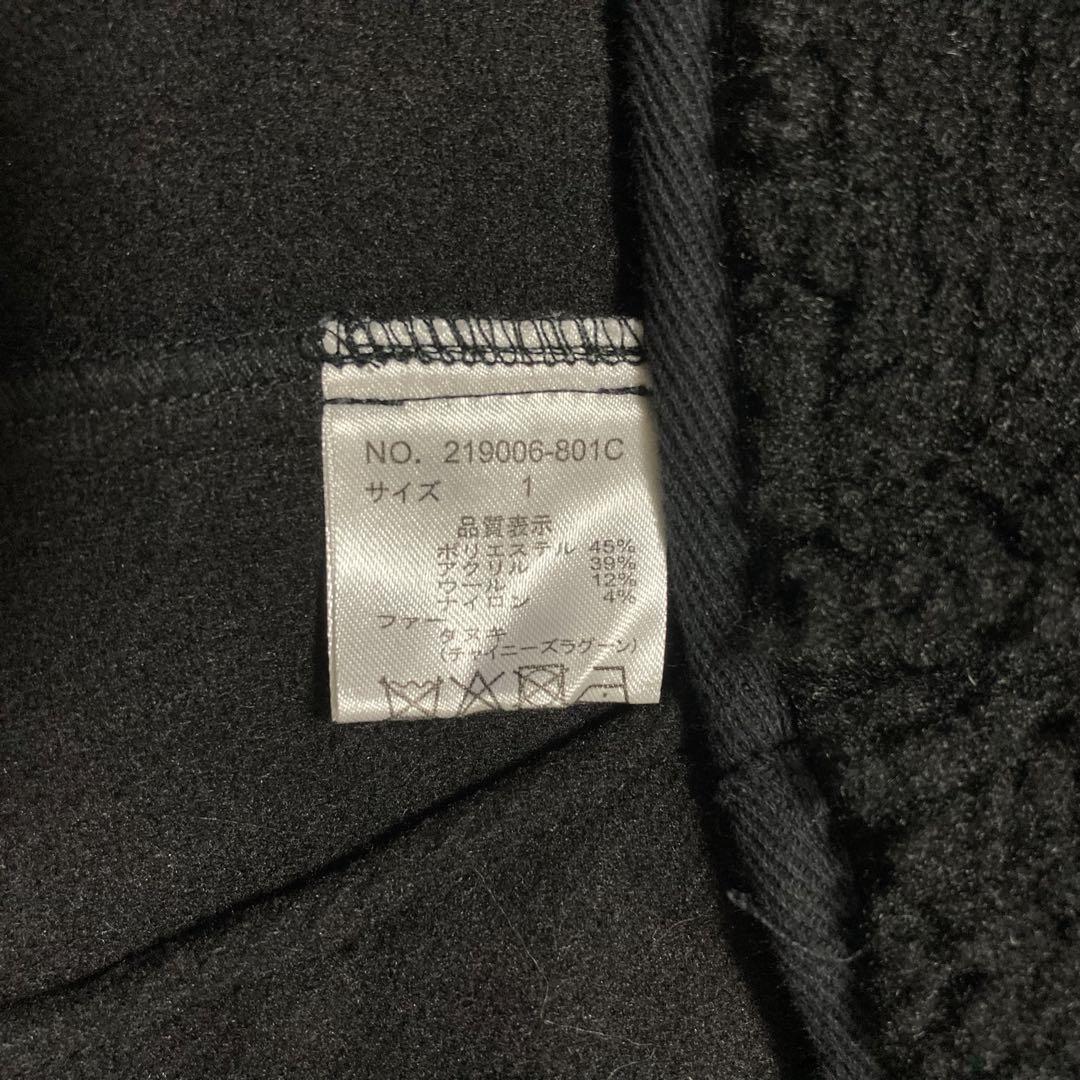 NO. 219006-801C
サイズ 1
品質表示
ポリエステル 45%
アクリル 39%
ウール 12%
ナイロン 4%
ファー
タヌキ
(チャイニーズラグーン)